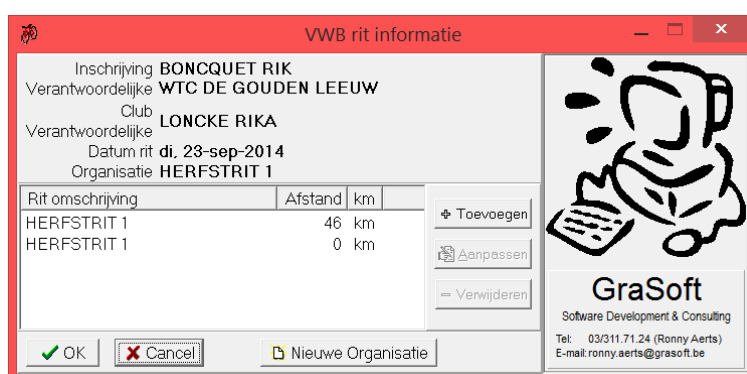 VWB rit informatie
Inschrijving BONCQUET RIK
Verantwoordelijke WTC DE GOUDEN LEEUW
Club
Verantwoordelijke LONCKE RIKA
Datum rit di, 23-sep-2014
Organisatie HERFSTRIT 1
Rit omschrijving Afstand km
HERFSTRIT 1 46 km
HERFSTRIT 1 0 km
Toevoegen
Aanpassen
Verwijderen
OK Cancel Nieuwe Organisatie
GraSoft
Software Development & Consulting
Tel: 03/311.71.24 (Ronny Aerts)
E-mail: ronny.aerts@grasoft.be